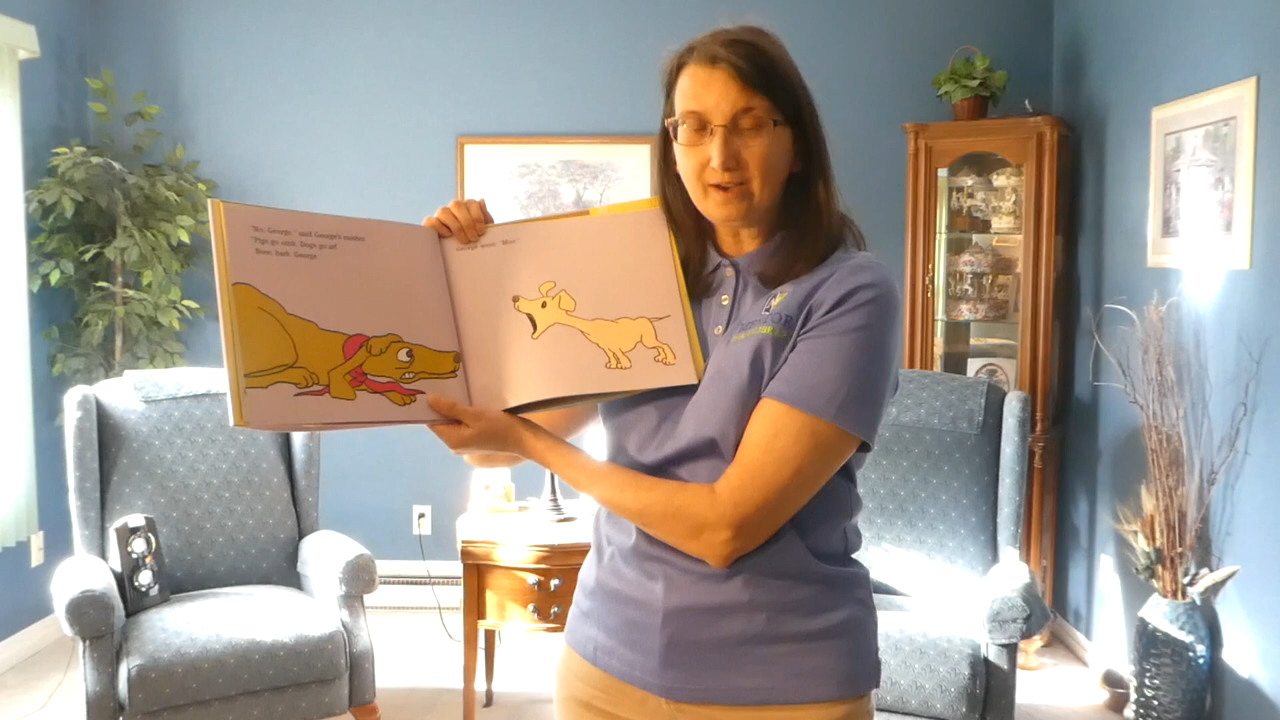 "No, George," said George's mother.
"Pigs go oink. Dogs go arf.
Now, bark, George."
George went: "Moo."